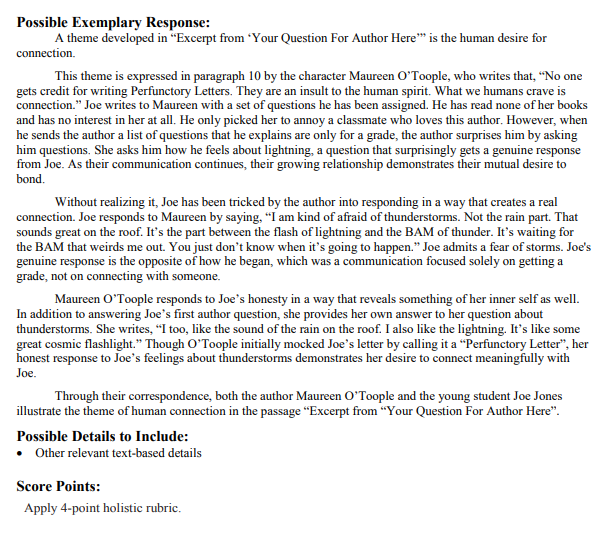 Possible Exemplary Response:
A theme developed in “Excerpt from ‘Your Question For Author Here’” is the human desire for
connection.
This theme is expressed in paragraph 10 by the character Maureen O’Toople, who writes that, “No one
gets credit for writing Perfunctory Letters. They are an insult to the human spirit. What we humans crave is
connection.” Joe writes to Maureen with a set of questions he has been assigned. He has read none of her books
and has no interest in her at all. He only picked her to annoy a classmate who loves this author. However, when
he sends the author a list of questions that he explains are only for a grade, the author surprises him by asking
him questions. She asks him how he feels about lightning, a question that surprisingly gets a genuine response
from Joe. As their communication continues, their growing relationship demonstrates their mutual desire to
bond.
Without realizing it, Joe has been tricked by the author into responding in a way that creates a real
connection. Joe responds to Maureen by saying, “I am kind of afraid of thunderstorms. Not the rain part. That
sounds great on the roof. It’s the part between the flash of lightning and the BAM of thunder. It’s waiting for
the BAM that weirds me out. You just don’t know when it’s going to happen.” Joe admits a fear of storms. Joe's
genuine response is the opposite of how he began, which was a communication focused solely on getting a
grade, not on connecting with someone.
Maureen O’Toople responds to Joe’s honesty in a way that reveals something of her inner self as well.
In addition to answering Joe’s first author question, she provides her own answer to her question about
thunderstorms. She writes, “I too, like the sound of the rain on the roof. I also like the lightning. It’s like some
great cosmic flashlight.” Though O’Toople initially mocked Joe’s letter by calling it a “Perfunctory Letter”, her
honest response to Joe’s feelings about thunderstorms demonstrates her desire to connect meaningfully with
Joe.
Through their correspondence, both the author Maureen O’Toople and the young student Joe Jones
illustrate the theme of human connection in the passage “Excerpt from “Your Question For Author Here”.
Possible Details to Include:
• Other relevant text-based details
Score Points:
Apply 4-point holistic rubric.